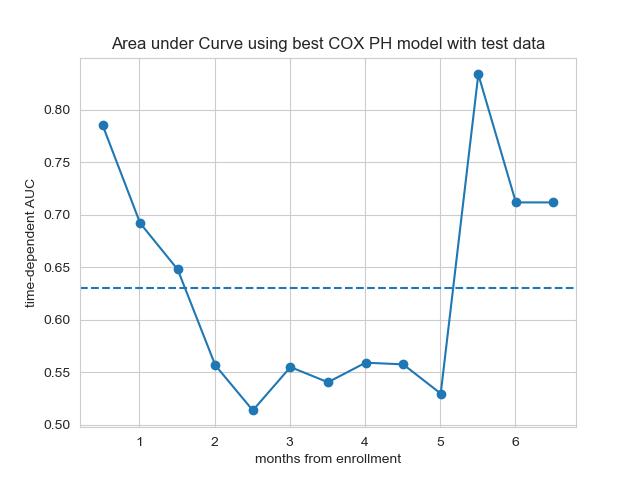 Area under Curve using best COX PH model with test data
time-dependent AUC
0.80
0.75
0.70
0.65
0.60
0.55
0.50
1 2 3 4 5 6
months from enrollment